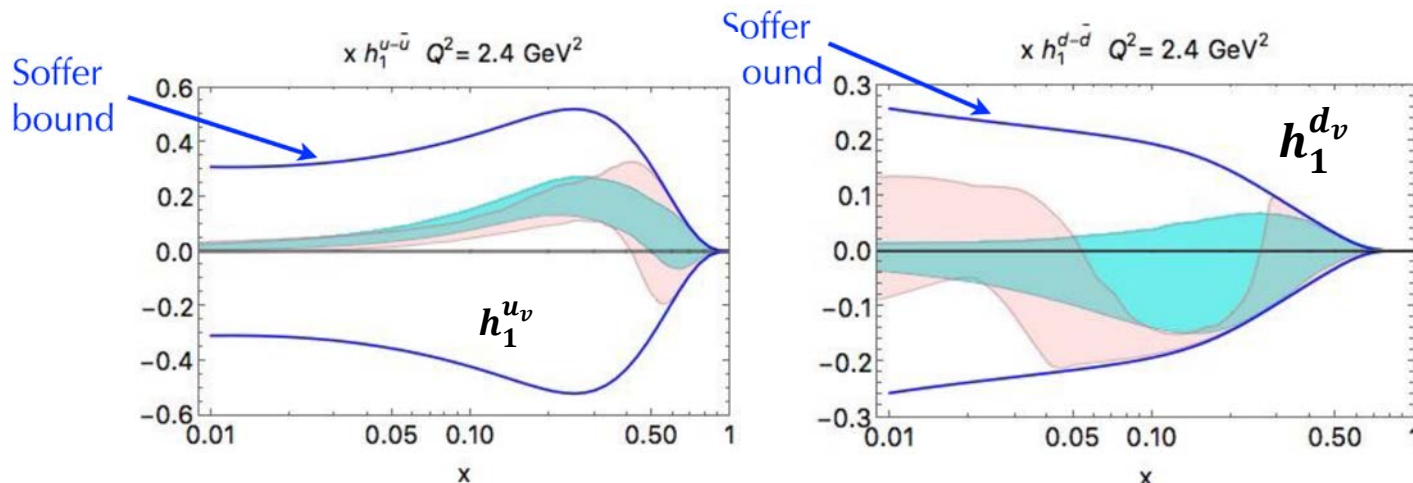 x h₁^{u-ū} Q² = 2.4 GeV²
Soffer
bound
0.6
0.4
0.2
0.0
-0.2
-0.4
-0.6
h₁^{u_v}
0.01 0.05 0.10 0.50 1
x
Soffer
ound
x h₁^{d-d̄} Q² = 2.4 GeV²
0.3
0.2
0.1
0.0
-0.1
-0.2
-0.3
h₁^{d_v}
0.01 0.05 0.10 0.50 1
x